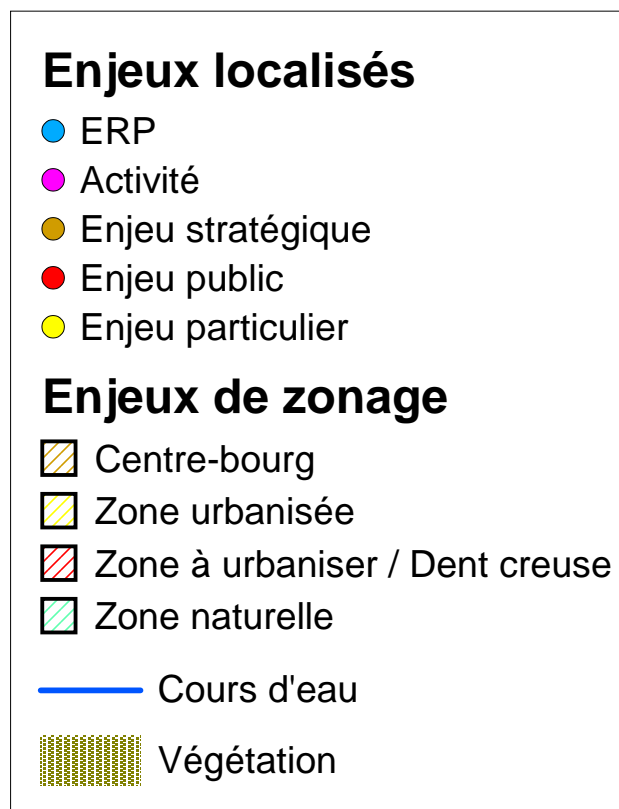 Enjeux localisés
ERP
Activité
Enjeu stratégique
Enjeu public
Enjeu particulier
Enjeux de zonage
Centre-bourg
Zone urbanisée
Zone à urbaniser / Dent creuse
Zone naturelle
Cours d'eau
Végétation